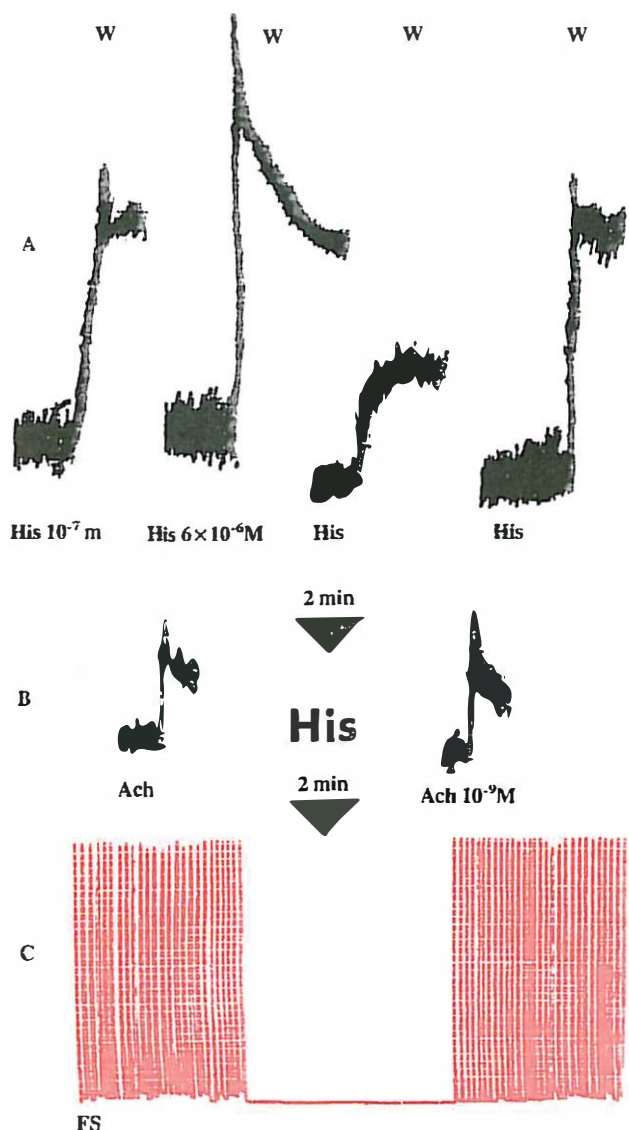 W W W W
A
His 10⁻⁷ m His 6×10⁻⁶M His His
2 min
B
His
Ach Ach 10⁻⁹M
2 min
C
FS